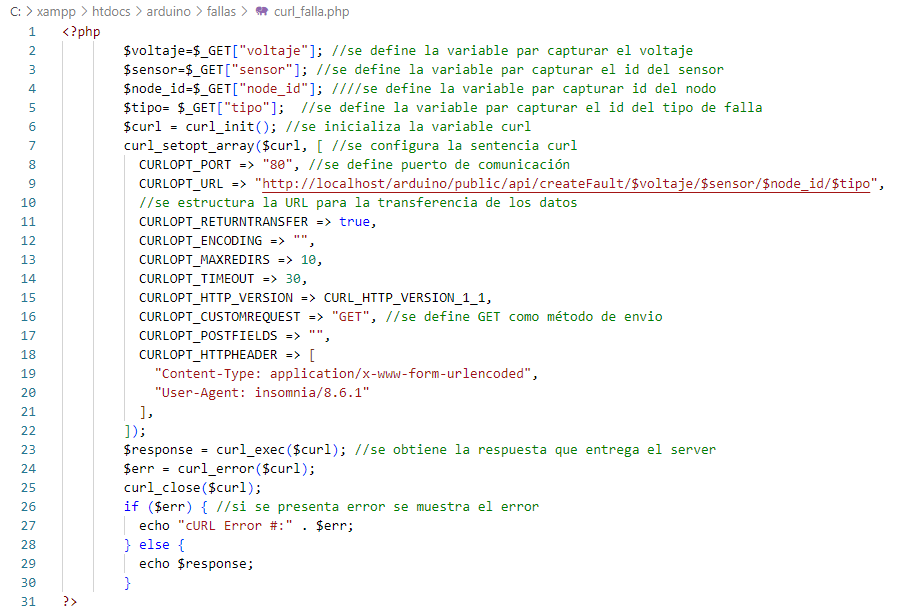 C: > xampp > htdocs > arduino > fallas > curl_falla.php
1 <?php
2 $voltaje=$_GET["voltaje"]; //se define la variable par capturar el voltaje
3 $sensor=$_GET["sensor"]; //se define la variable par capturar el id del sensor
4 $node_id=$_GET["node_id"]; ////se define la variable par capturar id del nodo
5 $tipo= $_GET["tipo"];  //se define la variable par capturar el id del tipo de falla
6 $curl = curl_init(); //se inicializa la variable curl
7 curl_setopt_array($curl, [ //se configura la sentencia curl
8 CURLOPT_PORT => "80", //se define puerto de comunicación
9 CURLOPT_URL => "http://localhost/arduino/public/api/createFault/$voltaje/$sensor/$node_id/$tipo",
10 //se estructura la URL para la transferencia de los datos
11 CURLOPT_RETURNTRANSFER => true,
12 CURLOPT_ENCODING => "",
13 CURLOPT_MAXREDIRS => 10,
14 CURLOPT_TIMEOUT => 30,
15 CURLOPT_HTTP_VERSION => CURL_HTTP_VERSION_1_1,
16 CURLOPT_CUSTOMREQUEST => "GET", //se define GET como método de envio
17 CURLOPT_POSTFIELDS => "",
18 CURLOPT_HTTPHEADER => [
19 "Content-Type: application/x-www-form-urlencoded",
20 "User-Agent: insomnia/8.6.1"
21 ],
22 ]);
23 $response = curl_exec($curl); //se obtiene la respuesta que entrega el server
24 $err = curl_error($curl);
25 curl_close($curl);
26 if ($err) { //si se presenta error se muestra el error
27 echo "cURL Error #:" . $err;
28 } else {
29 echo $response;
30 }
31 ?>